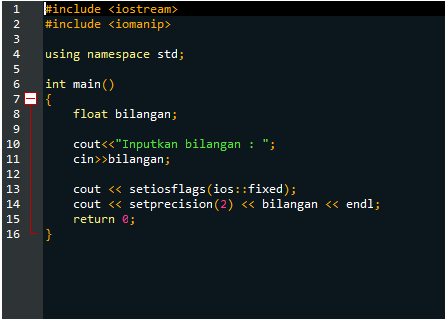 1 #include <iostream>
2 #include <iomanip>
3
4 using namespace std;
5
6 int main()
7 {
8     float bilangan;
9
10     cout<<"Inputkan bilangan : ";
11     cin>>bilangan;
12
13     cout << setiosflags(ios::fixed);
14     cout << setprecision(2) << bilangan << endl;
15     return 0;
16 }